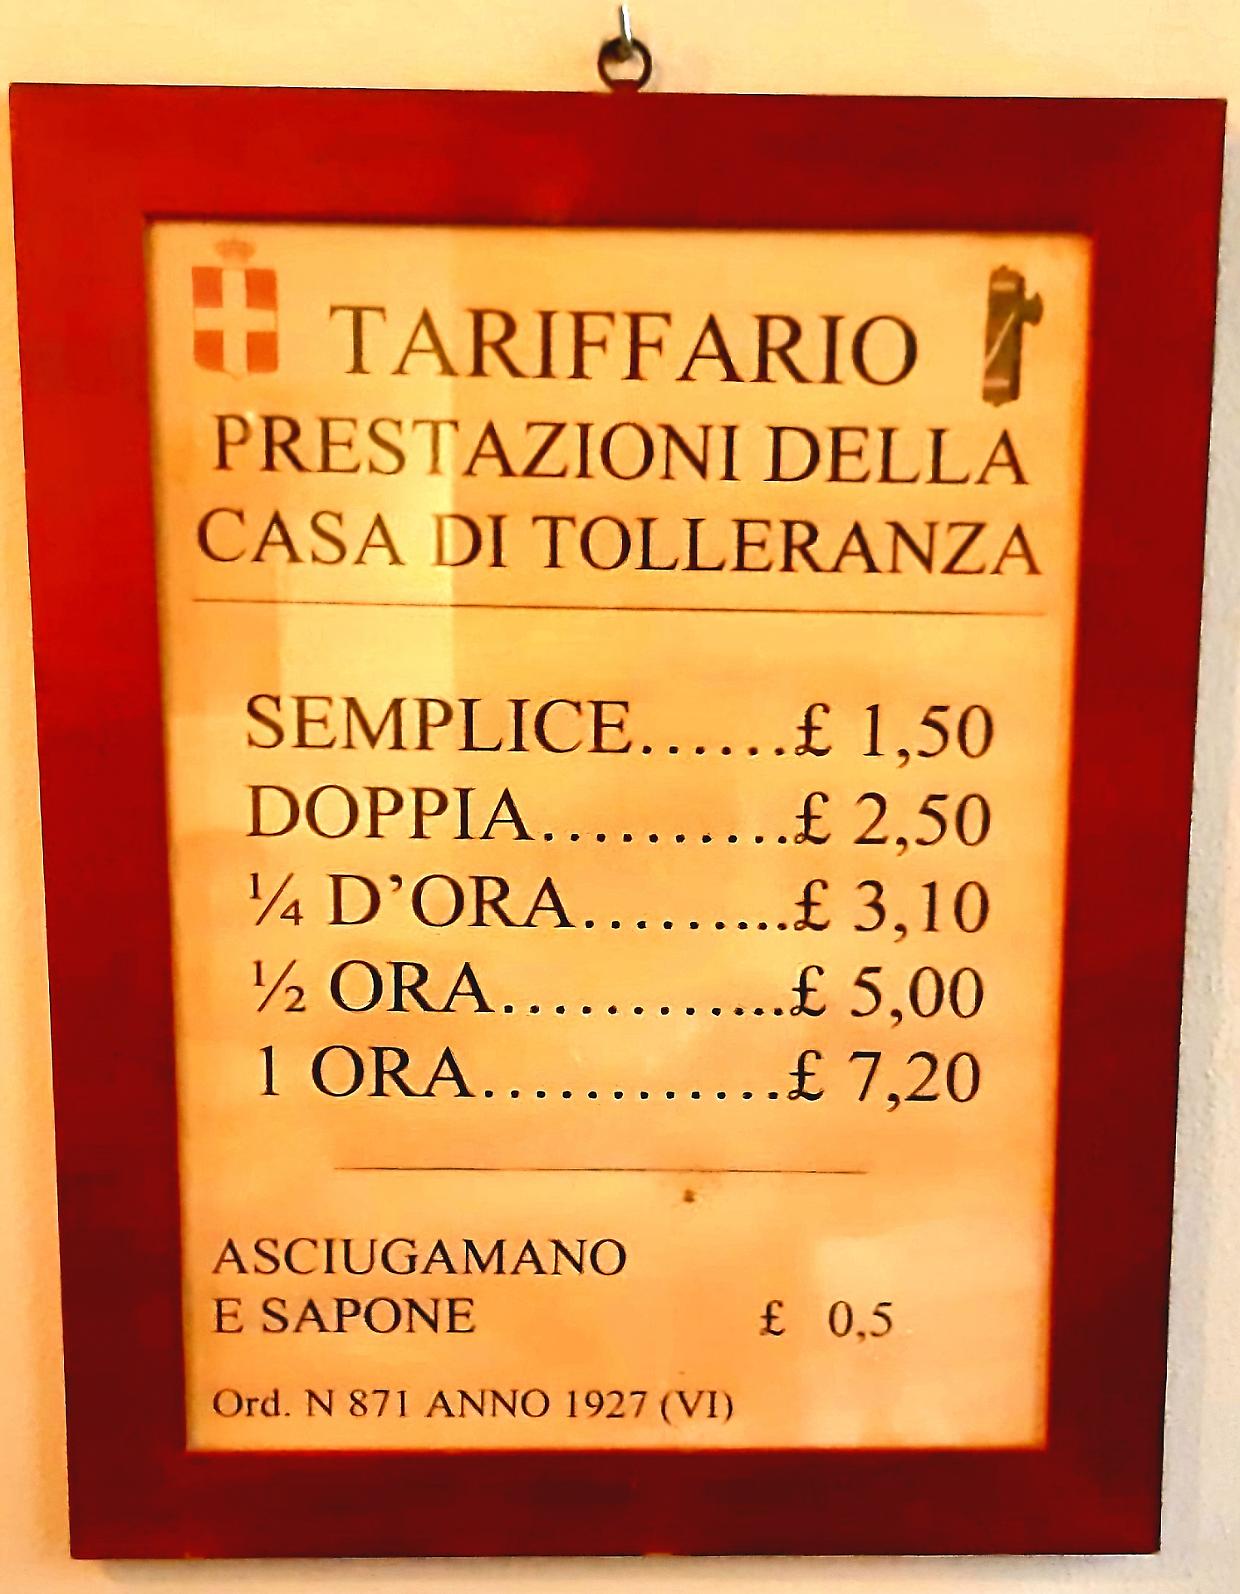 TARIFFARIO
PRESTAZIONI DELLA
CASA DI TOLLERANZA
SEMPLICE......£ 1,50
DOPPIA..........£ 2,50
¼ D'ORA.........£ 3,10
½ ORA............£ 5,00
1 ORA............£ 7,20
ASCIUGAMANO
E SAPONE £ 0,5
Ord. N 871 ANNO 1927 (VI)